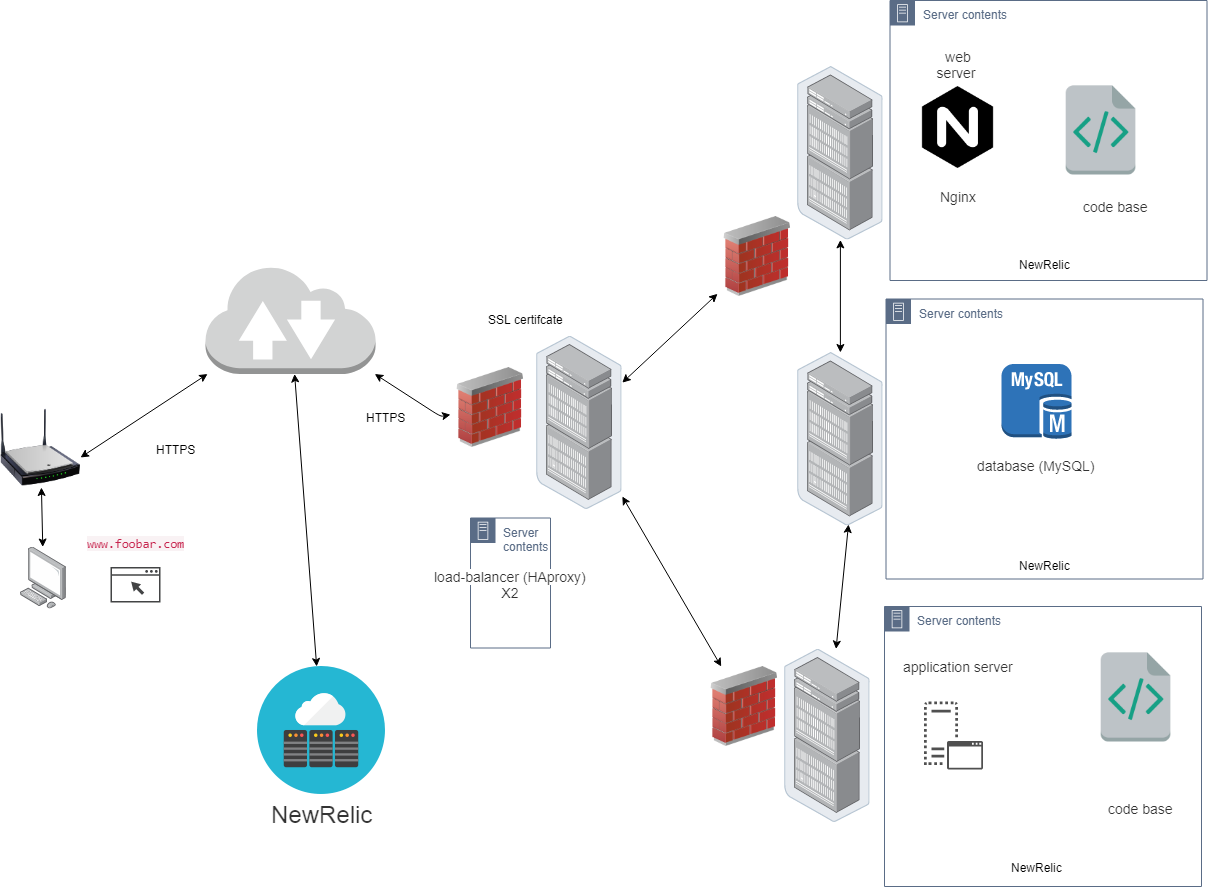 Server contents
web
server
N
Nginx
code base
NewRelic
SSL certifcate
HTTPS
HTTPS
www.foobar.com
Server
contents
load-balancer (HAproxy)
X2
NewRelic
Server contents
MySQL
M
database (MySQL)
NewRelic
Server contents
application server
code base
NewRelic